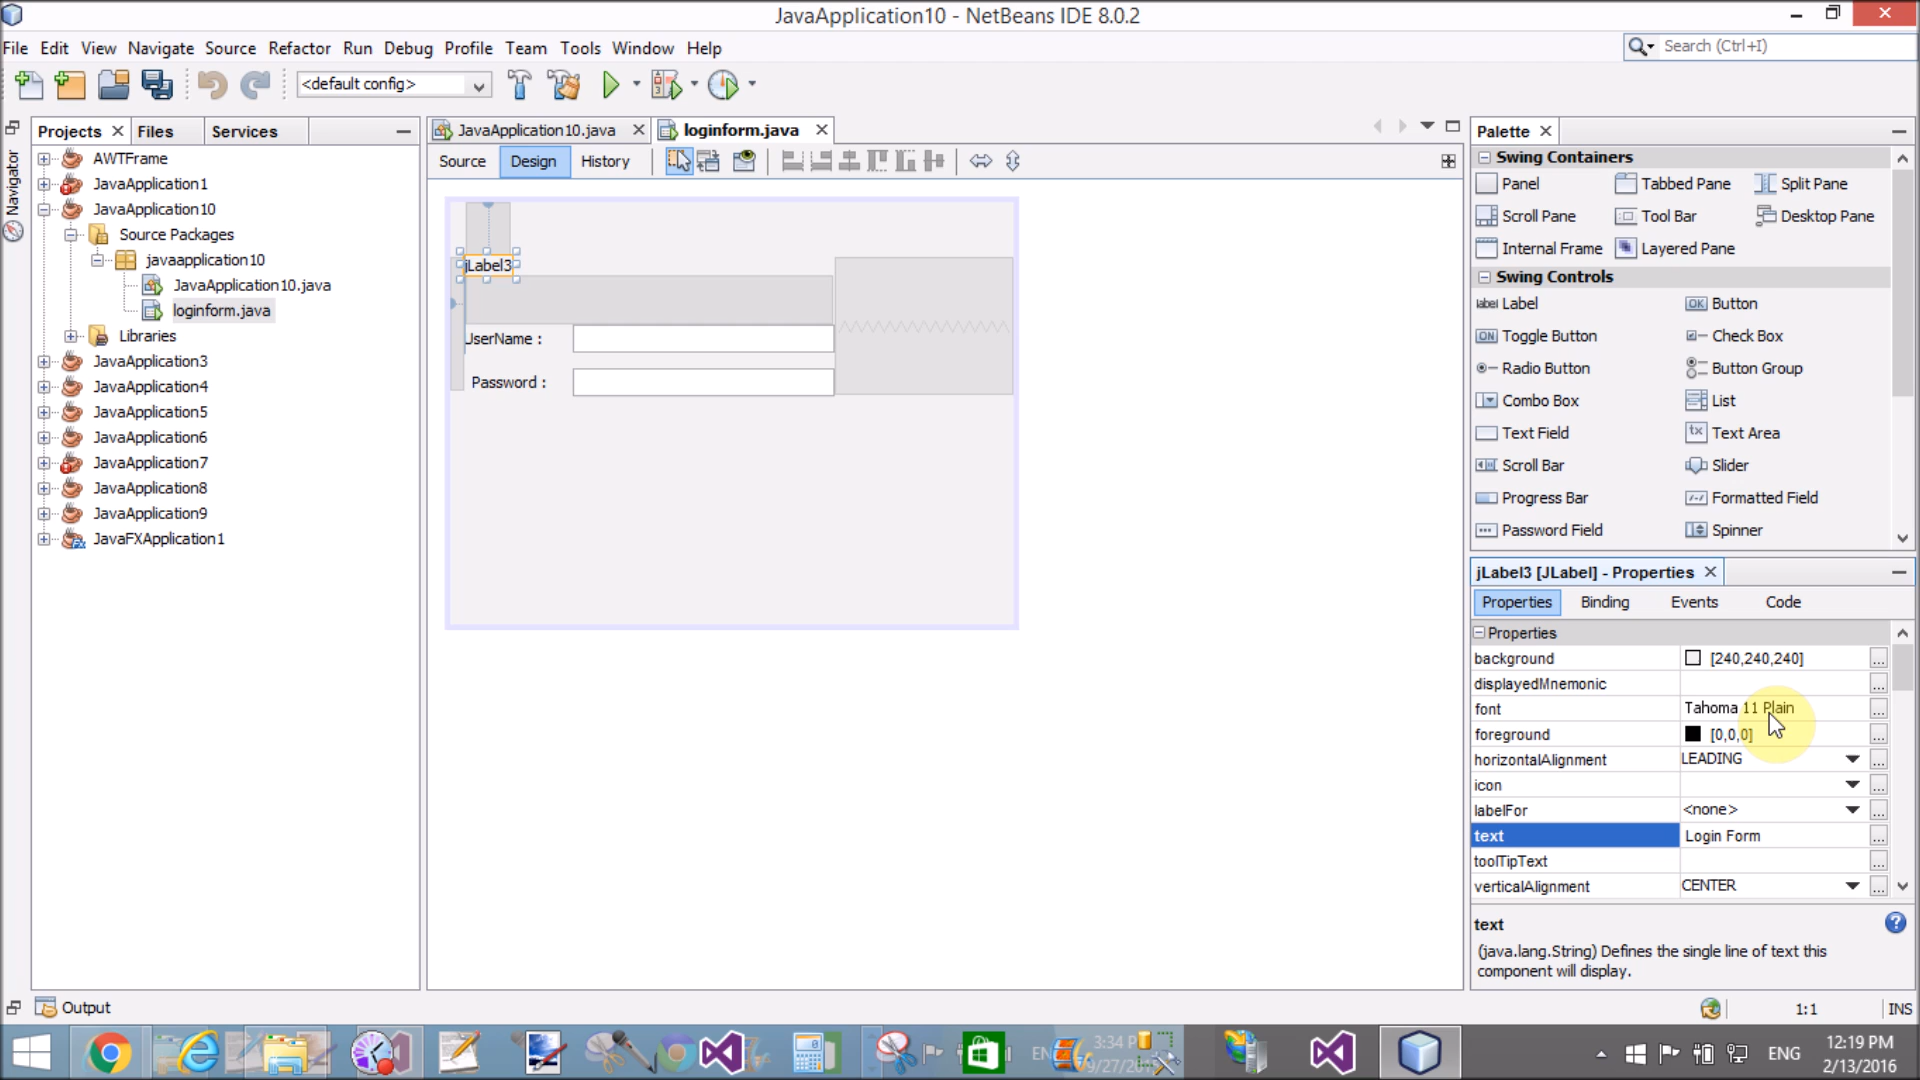 JavaApplication10 - NetBeans IDE 8.0.2
File Edit View Navigate Source Refactor Run Debug Profile Team Tools Window Help
Search (Ctrl+I)
<default config>
Projects Files Services
Navigator
AWTFrame
JavaApplication1
JavaApplication10
Source Packages
javaapplication10
JavaApplication10.java
loginform.java
Libraries
JavaApplication3
JavaApplication4
JavaApplication5
JavaApplication6
JavaApplication7
JavaApplication8
JavaApplication9
JavaFXApplication1
JavaApplication10.java loginform.java
Source Design History
jLabel3
UserName :
Password :
Palette
Swing Containers
Panel Tabbed Pane Split Pane
Scroll Pane Tool Bar Desktop Pane
Internal Frame Layered Pane
Swing Controls
label Label OK Button
ON Toggle Button Check Box
Radio Button Button Group
Combo Box List
Text Field tx Text Area
Scroll Bar Slider
Progress Bar Formatted Field
Password Field Spinner
jLabel3 [JLabel] - Properties
Properties Binding Events Code
Properties
background [240,240,240] ...
displayedMnemonic ...
font Tahoma 11 Plain ...
foreground [0,0,0] ...
horizontalAlignment LEADING ...
icon ...
labelFor <none> ...
text Login Form ...
toolTipText ...
verticalAlignment CENTER ...
text
(java.lang.String) Defines the single line of text this
component will display.
Output
1:1 INS
3:34 P
ENG
12:19 PM
2/13/2016